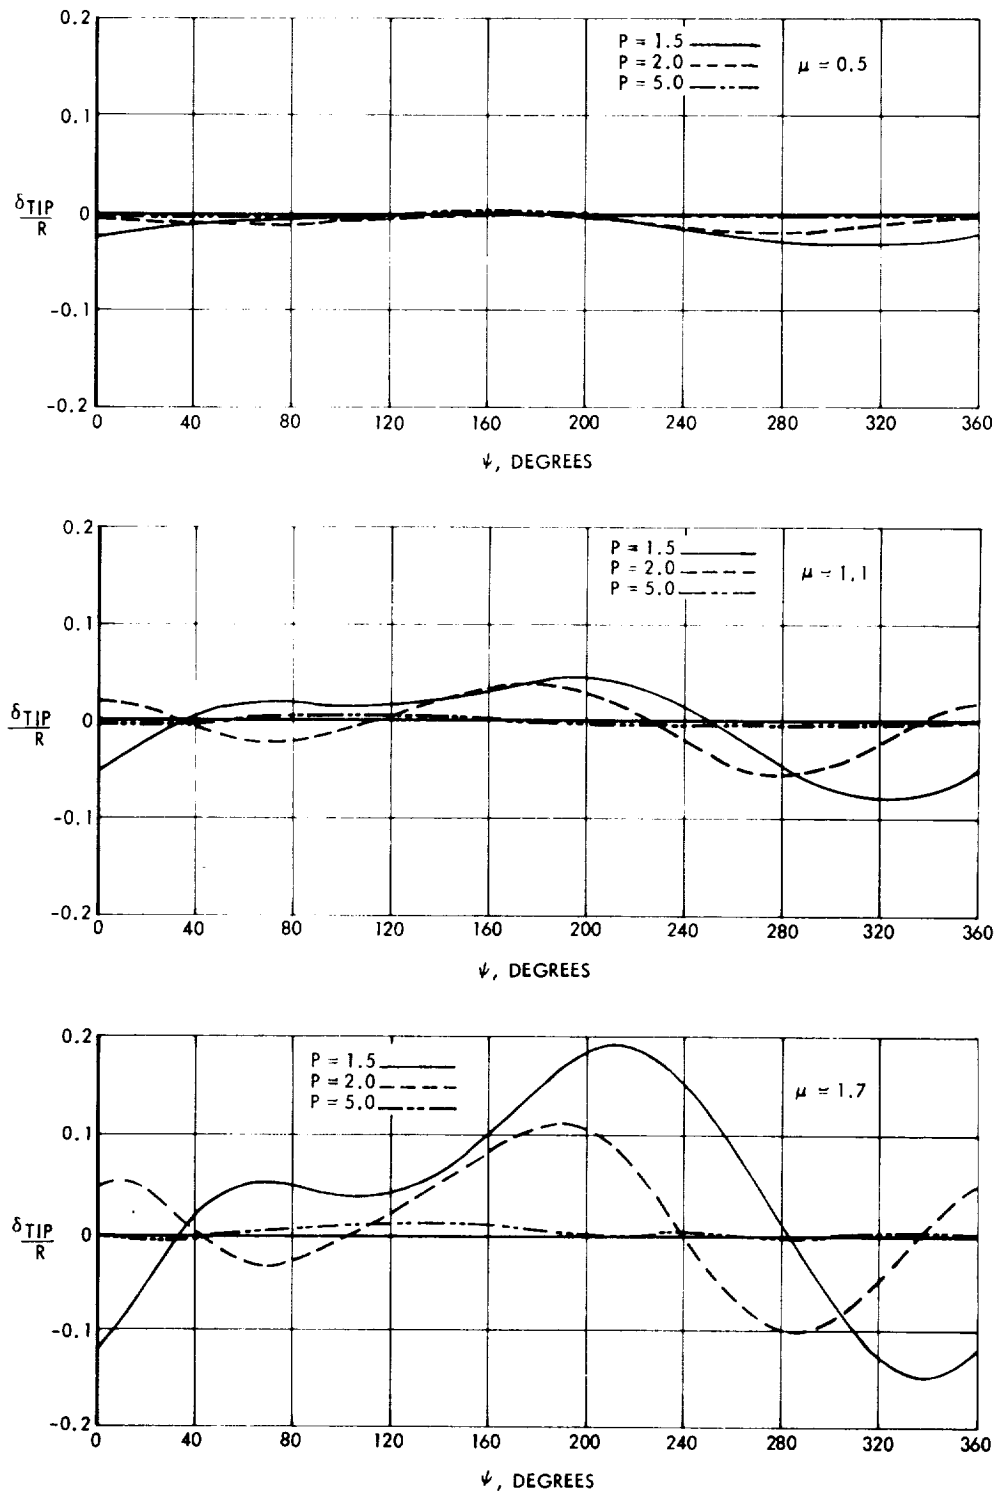 0.2
P = 1.5
P = 2.0
P = 5.0
μ = 0.5
0.1
δTIP
R
0
-0.1
-0.2
0 40 80 120 160 200 240 280 320 360
ψ, DEGREES
0.2
P = 1.5
P = 2.0
P = 5.0
μ = 1.1
0.1
δTIP
R
0
-0.1
-0.2
0 40 80 120 160 200 240 280 320 360
ψ, DEGREES
0.2
P = 1.5
P = 2.0
P = 5.0
μ = 1.7
0.1
δTIP
R
0
-0.1
-0.2
0 40 80 120 160 200 240 280 320 360
ψ, DEGREES